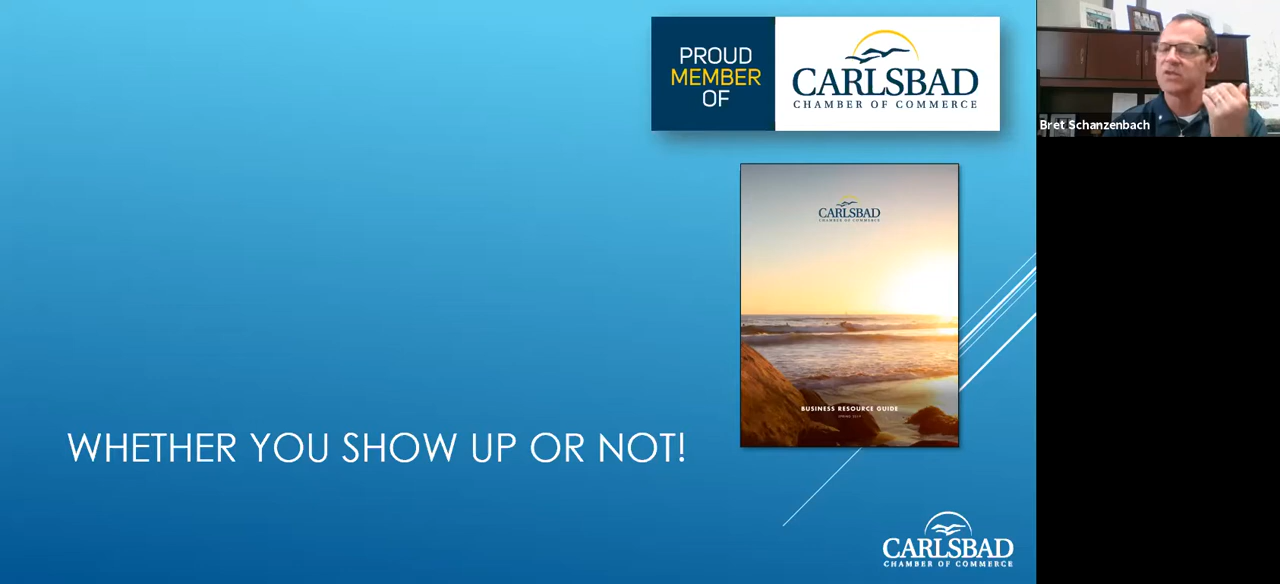 PROUD
MEMBER
OF
CARLSBAD
CHAMBER OF COMMERCE
Bret Schanzenbach
CARLSBAD
CHAMBER OF COMMERCE
BUSINESS RESOURCE GUIDE
WHETHER YOU SHOW UP OR NOT!
CARLSBAD
CHAMBER OF COMMERCE